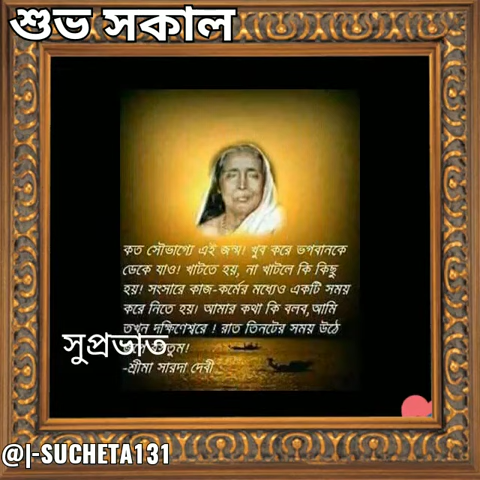 শুভ সকাল
কত সৌভাগ্যে এই জন্ম! খুব করে ভগবানকে
ডেকে যাও! খাটতে হয়, না খাটলে কি কিছু
হয়! সংসারে কাজ-কর্মের মধ্যেও একটি সময়
করে নিতে হয়। আমার কথা কি বলব,আমি
তখন দক্ষিণেশ্বরে ! রাত তিনটের সময় উঠে
সুপ্রভাত
-শ্রীমা সারদা দেবী
@|-SUCHETA131